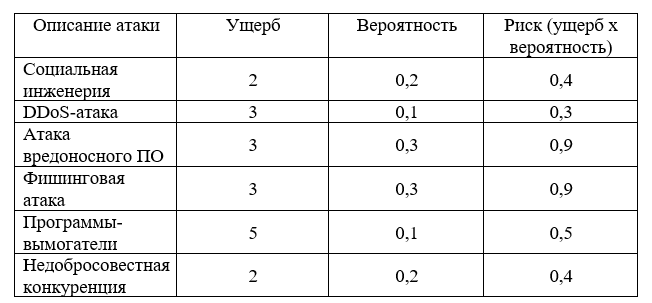 Описание атаки Ущерб Вероятность Риск (ущерб х
вероятность)
Социальная
инженерия 2 0,2 0,4
DDoS-атака 3 0,1 0,3
Атака
вредоносного ПО 3 0,3 0,9
Фишинговая
атака 3 0,3 0,9
Программы-
вымогатели 5 0,1 0,5
Недобросовестная
конкуренция 2 0,2 0,4